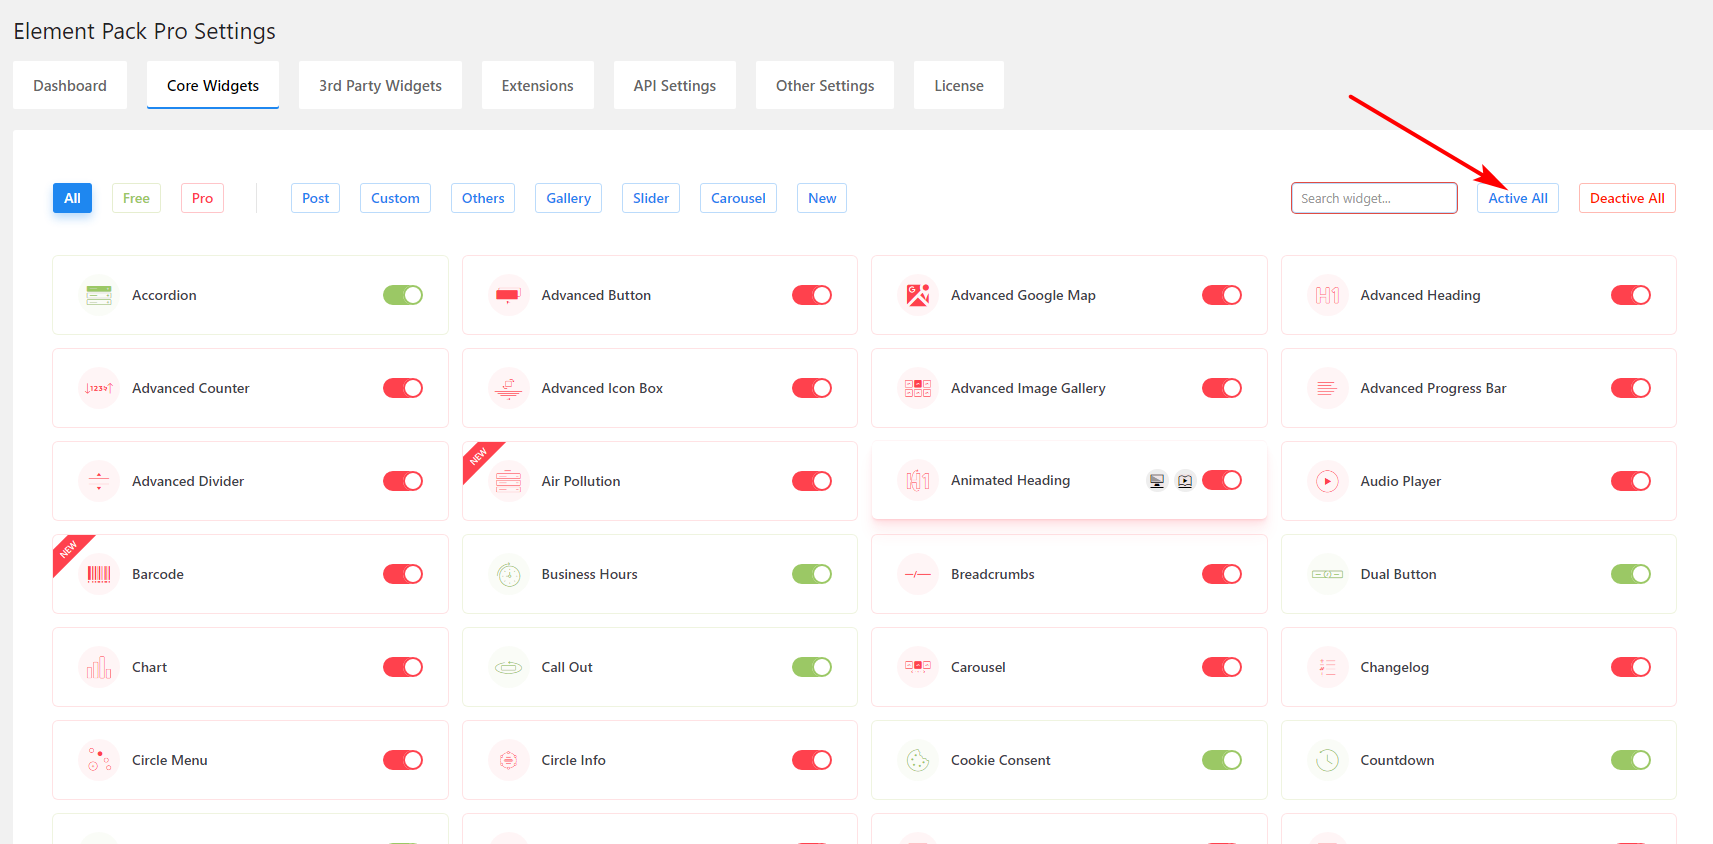 Element Pack Pro Settings
Dashboard Core Widgets 3rd Party Widgets Extensions API Settings Other Settings License
All Free Pro Post Custom Others Gallery Slider Carousel New Search widget... Active All Deactive All
Accordion Advanced Button Advanced Google Map Advanced Heading
Advanced Counter Advanced Icon Box Advanced Image Gallery Advanced Progress Bar
Advanced Divider NEW Air Pollution Animated Heading Audio Player
NEW Barcode Business Hours Breadcrumbs Dual Button
Chart Call Out Carousel Changelog
Circle Menu Circle Info Cookie Consent Countdown